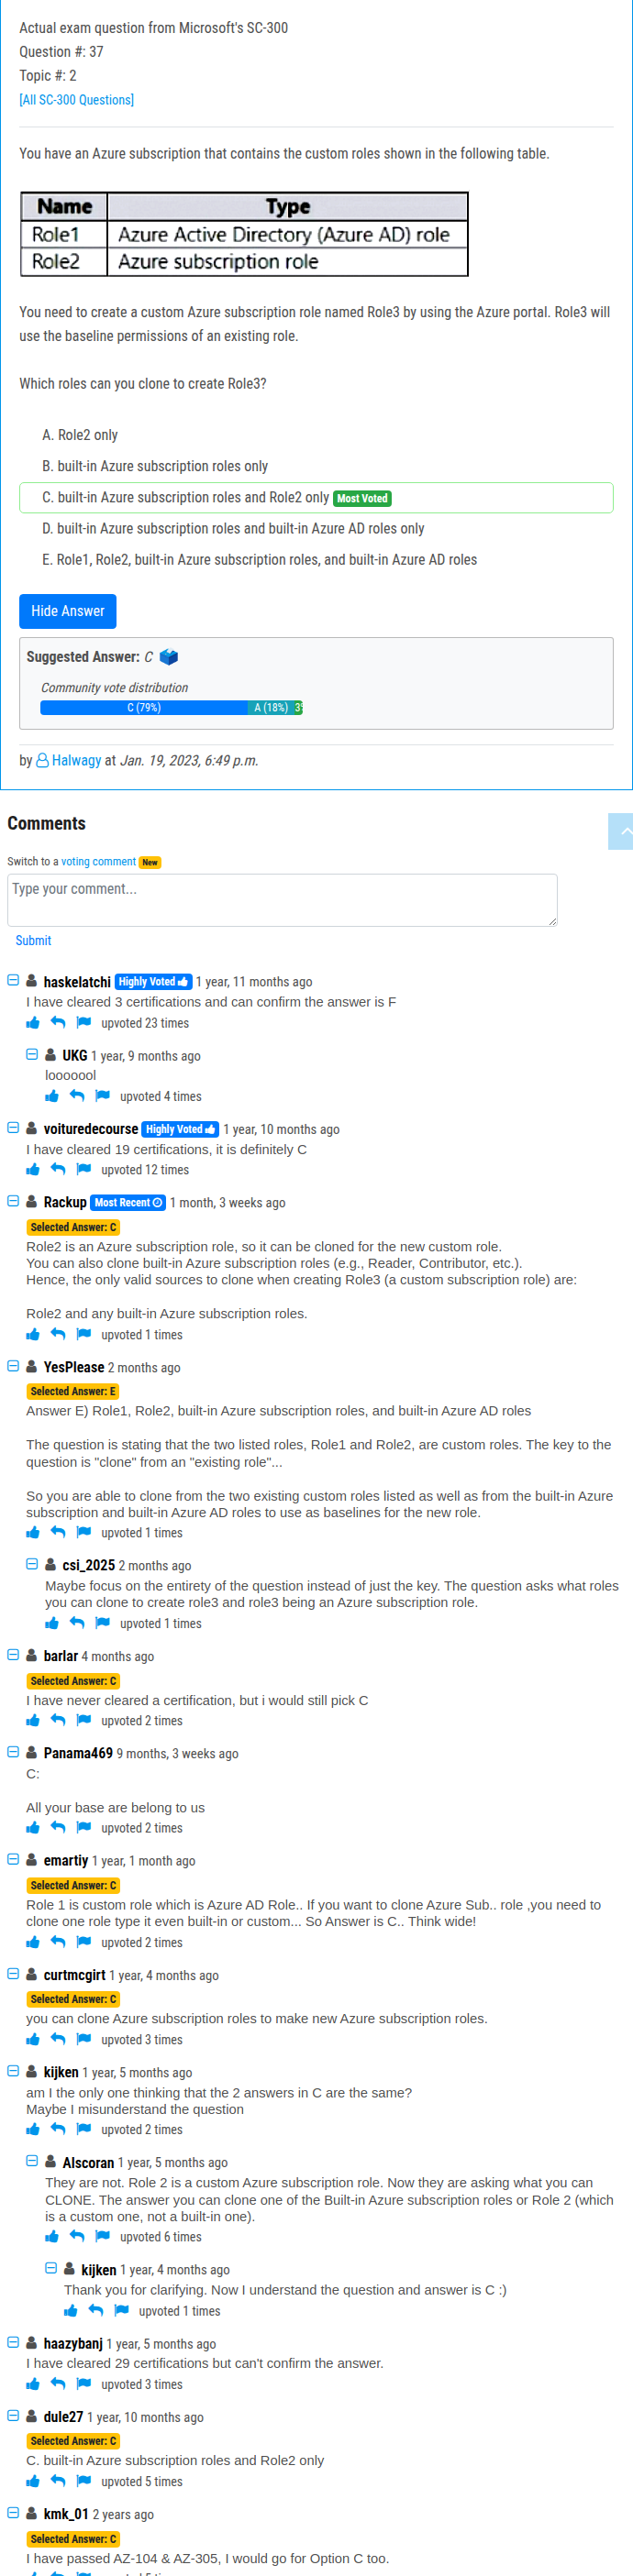 Actual exam question from Microsoft's SC-300
Question #: 37
Topic #: 2
[All SC-300 Questions]
You have an Azure subscription that contains the custom roles shown in the following table.
Name Type
Role1 Azure Active Directory (Azure AD) role
Role2 Azure subscription role
You need to create a custom Azure subscription role named Role3 by using the Azure portal. Role3 will
use the baseline permissions of an existing role.
Which roles can you clone to create Role3?
A. Role2 only
B. built-in Azure subscription roles only
C. built-in Azure subscription roles and Role2 only Most Voted
D. built-in Azure subscription roles and built-in Azure AD roles only
E. Role1, Role2, built-in Azure subscription roles, and built-in Azure AD roles
Hide Answer
Suggested Answer: C
Community vote distribution
C (79%) A (18%) 3%
by Halwagy at Jan. 19, 2023, 6:49 p.m.
Comments
Switch to a voting comment New
Type your comment...
Submit
haskelatchi Highly Voted 1 year, 11 months ago
I have cleared 3 certifications and can confirm the answer is F
upvoted 23 times
UKG 1 year, 9 months ago
cooooool
upvoted 4 times
voituredecourse Highly Voted 1 year, 10 months ago
I have cleared 19 certifications, it is definitely C
upvoted 12 times
Rackup Most Recent 1 month, 3 weeks ago
Selected Answer: C
Role2 is an Azure subscription role, so it can be cloned for the new custom role.
You can also clone built-in Azure subscription roles (e.g., Reader, Contributor, etc.).
Hence, the only valid sources to clone when creating Role3 (a custom subscription role) are:
Role2 and any built-in Azure subscription roles.
upvoted 1 times
YesPlease 2 months ago
Selected Answer: E
Answer E) Role1, Role2, built-in Azure subscription roles, and built-in Azure AD roles
The question is stating that the two listed roles, Role1 and Role2, are custom roles. The key to the
question is "clone" from an "existing role"...
So you are able to clone from the two existing custom roles listed as well as from the built-in Azure
subscription and built-in Azure AD roles to use as baselines for the new role.
upvoted 1 times
csi_2025 2 months ago
Maybe focus on the entirety of the question instead of just the key. The question asks what roles
you can clone to create role3 and role3 being an Azure subscription role.
upvoted 1 times
barlar 4 months ago
Selected Answer: C
I have never cleared a certification, but i would still pick C
upvoted 2 times
Panama469 9 months, 3 weeks ago
C:
All your base are belong to us
upvoted 2 times
emartiy 1 year, 1 month ago
Selected Answer: C
Role 1 is custom role which is Azure AD Role.. If you want to clone Azure Sub.. role ,you need to
clone one role type it even built-in or custom... So Answer is C.. Think wide!
upvoted 2 times
curtmcgirt 1 year, 4 months ago
Selected Answer: C
you can clone Azure subscription roles to make new Azure subscription roles.
upvoted 3 times
kijken 1 year, 5 months ago
am I the only one thinking that the 2 answers in C are the same?
Maybe I misunderstand the question
upvoted 2 times
Alscoran 1 year, 5 months ago
They are not. Role 2 is a custom Azure subscription role. Now they are asking what you can
CLONE. The answer you can clone one of the Built-in Azure subscription roles or Role 2 (which
is a custom one, not a built-in one).
upvoted 6 times
kijken 1 year, 4 months ago
Thank you for clarifying. Now I understand the question and answer is C :)
upvoted 1 times
haazybanj 1 year, 5 months ago
I have cleared 29 certifications but can't confirm the answer.
upvoted 3 times
dule27 1 year, 10 months ago
Selected Answer: C
C. built-in Azure subscription roles and Role2 only
upvoted 5 times
kmk_01 2 years ago
Selected Answer: C
I have passed AZ-104 & AZ-305, I would go for Option C too.